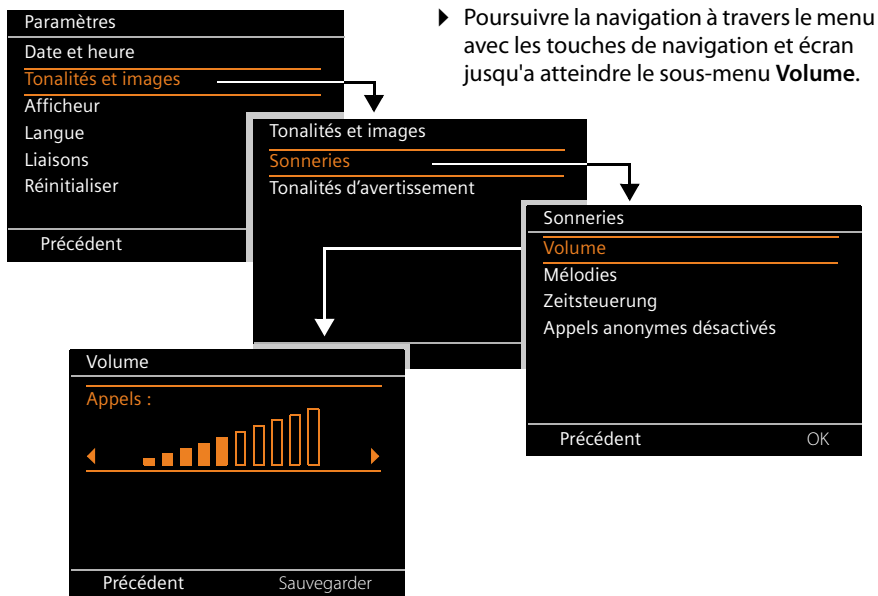 Paramètres
Date et heure
Tonalités et images
Afficheur
Langue
Liaisons
Réinitialiser
Précédent
Poursuivre la navigation à travers le menu
avec les touches de navigation et écran
jusqu'a atteindre le sous-menu Volume.
Tonalités et images
Sonneries
Tonalités d’avertissement
Sonneries
Volume
Mélodies
Zeitsteuerung
Appels anonymes désactivés
Précédent OK
Volume
Appels :
Précédent Sauvegarder